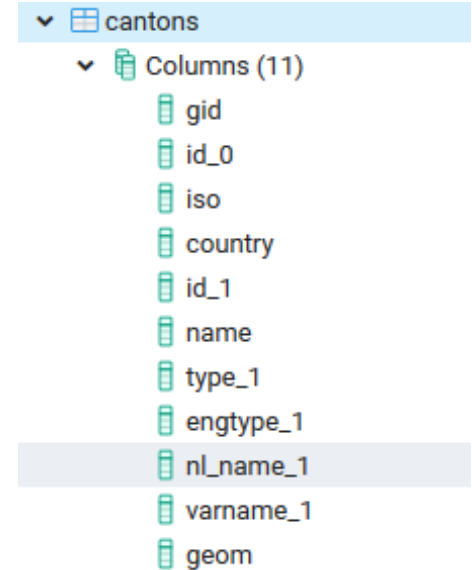 cantons
Columns (11)
gid
id_0
iso
country
id_1
name
type_1
engtype_1
nl_name_1
varname_1
geom